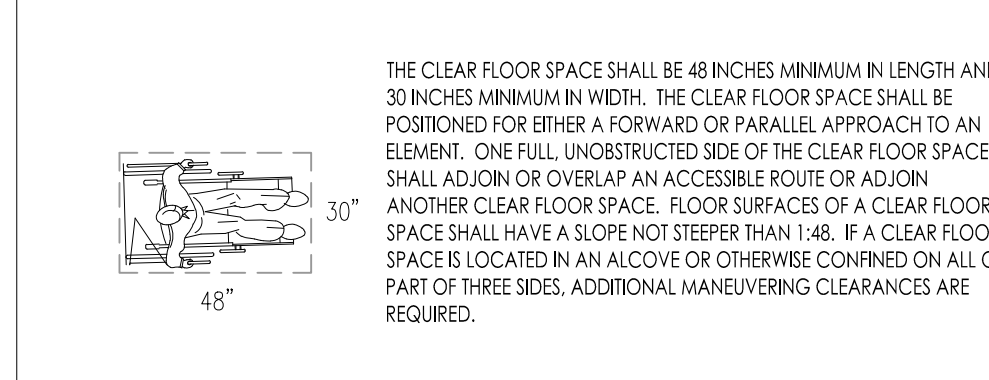 THE CLEAR FLOOR SPACE SHALL BE 48 INCHES MINIMUM IN LENGTH AN
30 INCHES MINIMUM IN WIDTH. THE CLEAR FLOOR SPACE SHALL BE
POSITIONED FOR EITHER A FORWARD OR PARALLEL APPROACH TO AN
ELEMENT. ONE FULL, UNOBSTRUCTED SIDE OF THE CLEAR FLOOR SPACE
SHALL ADJOIN OR OVERLAP AN ACCESSIBLE ROUTE OR ADJOIN
ANOTHER CLEAR FLOOR SPACE. FLOOR SURFACES OF A CLEAR FLOOR
SPACE SHALL HAVE A SLOPE NOT STEEPER THAN 1:48. IF A CLEAR FLOO
SPACE IS LOCATED IN AN ALCOVE OR OTHERWISE CONFINED ON ALL
PART OF THREE SIDES, ADDITIONAL MANEUVERING CLEARANCES ARE
REQUIRED.
30"
48"